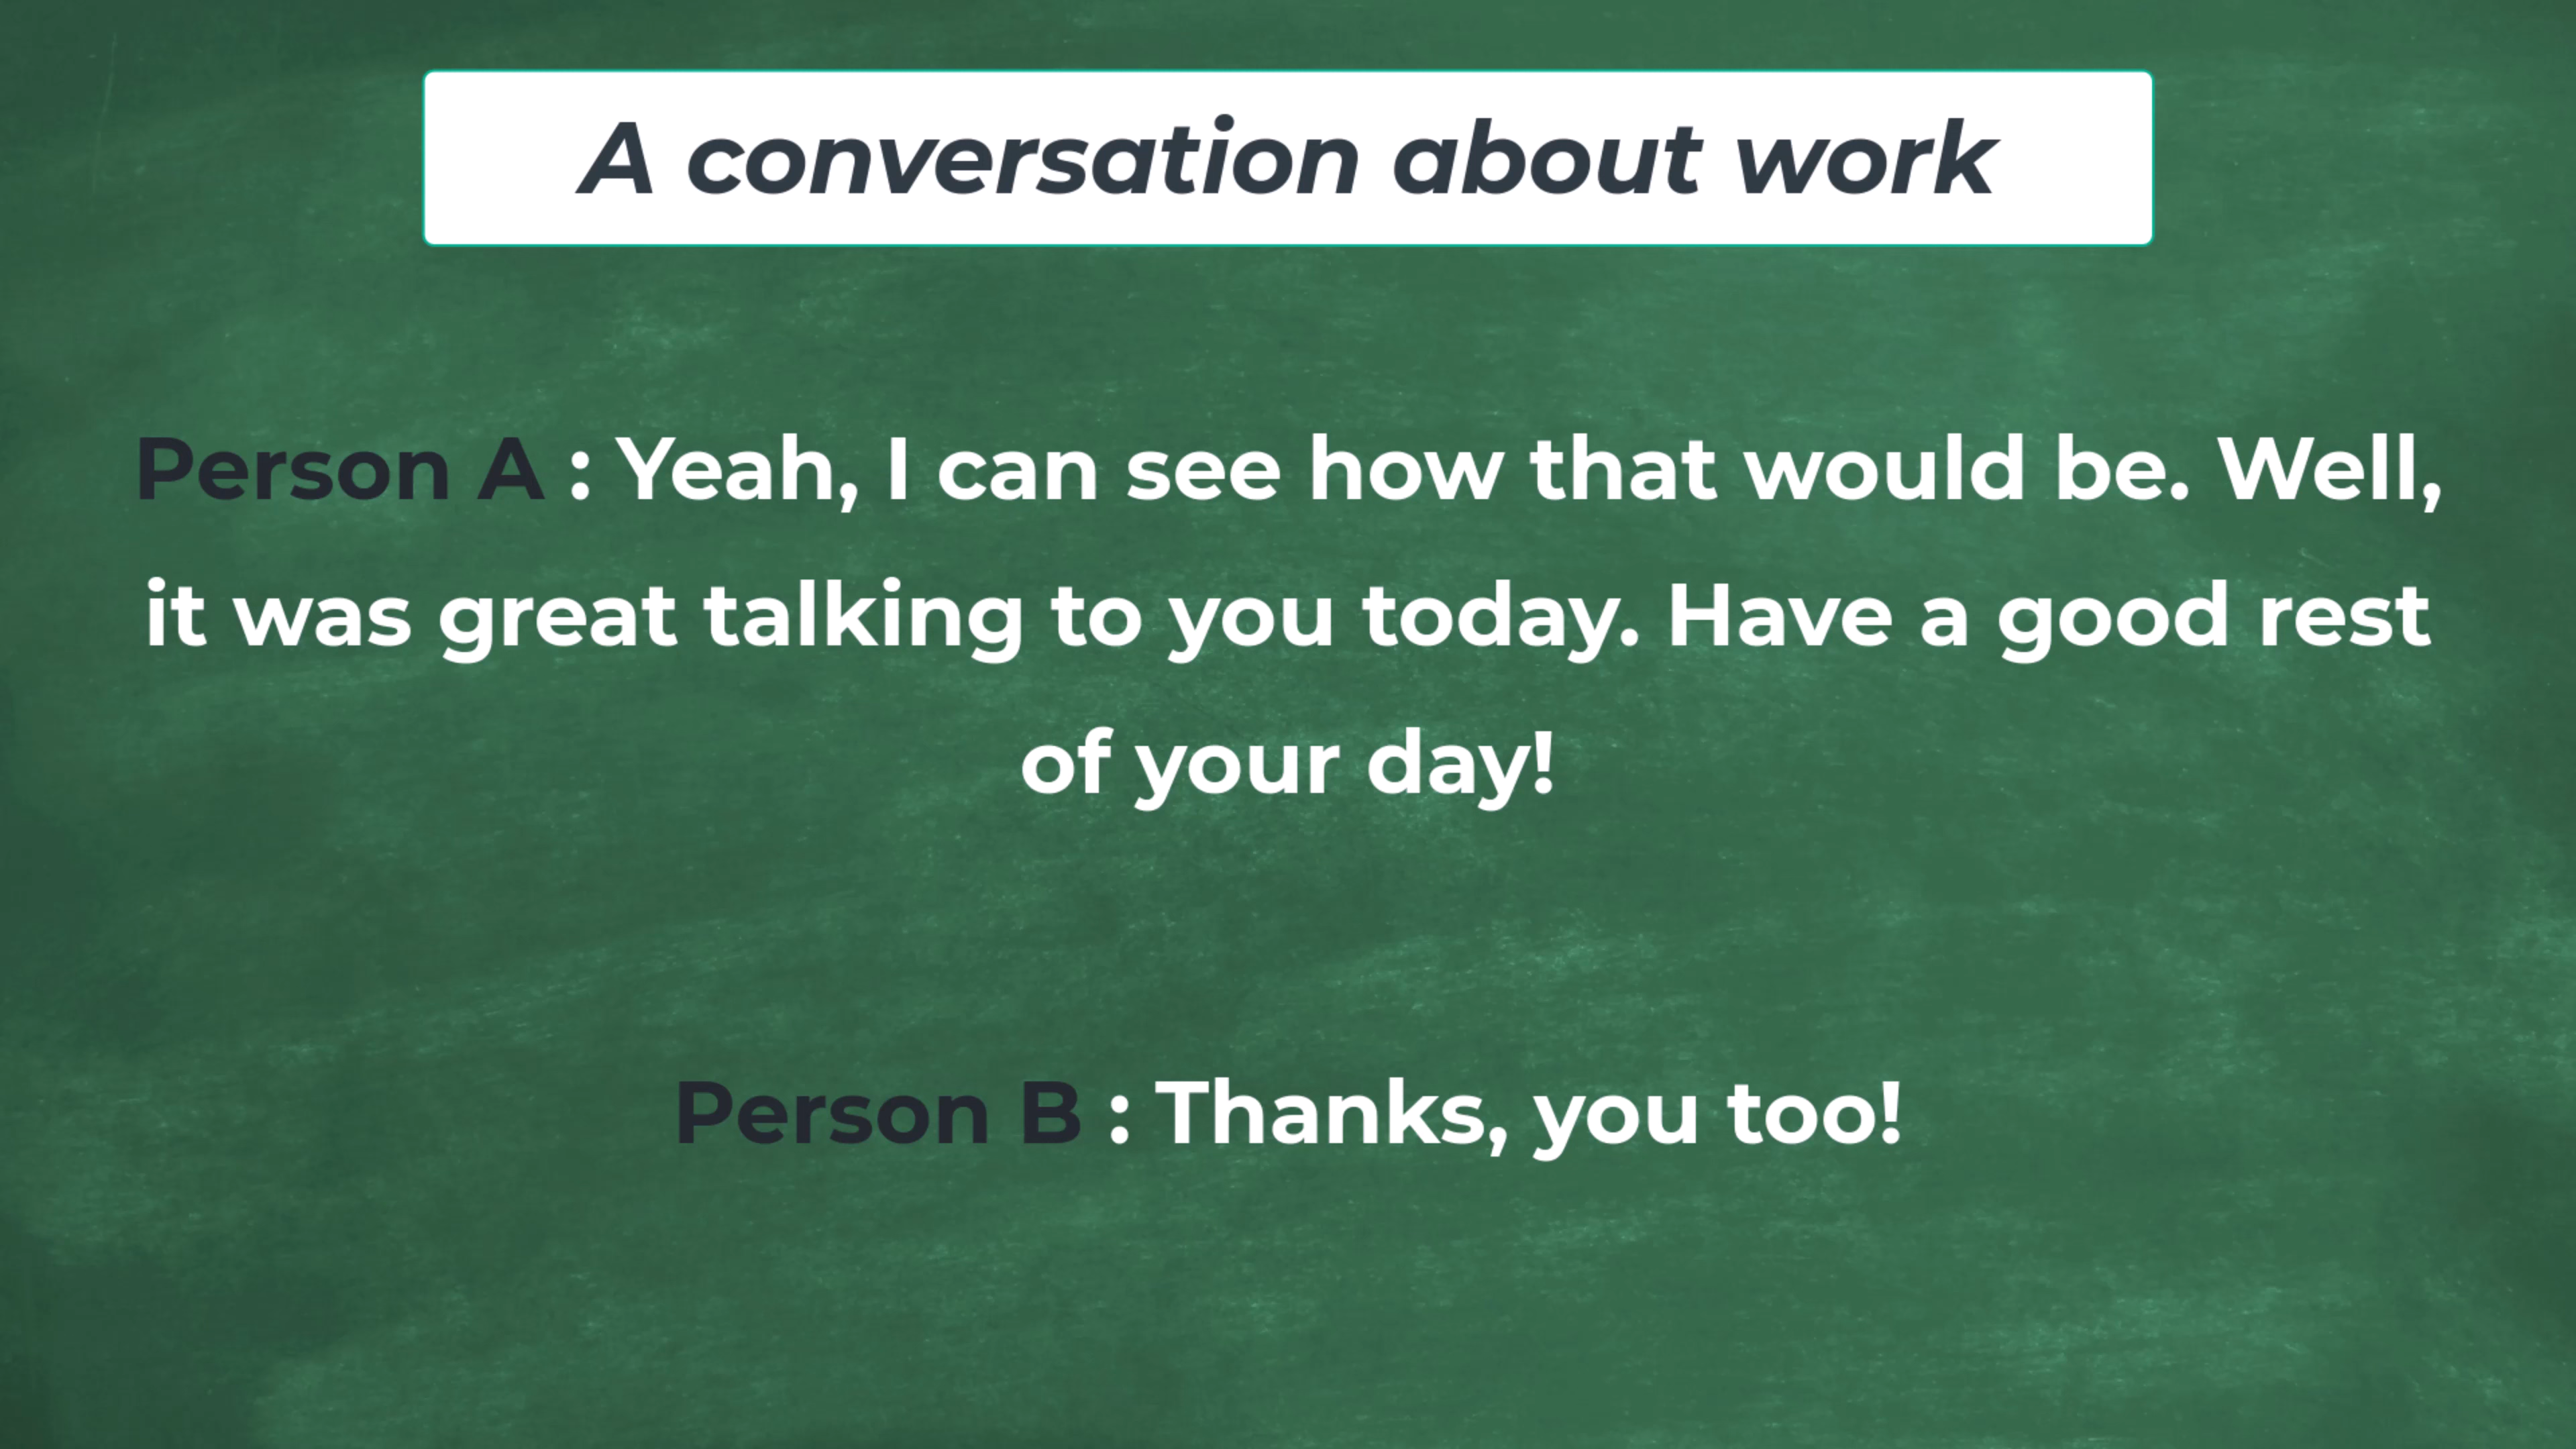 A conversation about work
Person A : Yeah, I can see how that would be. Well,
it was great talking to you today. Have a good rest
of your day!
Person B : Thanks, you too!